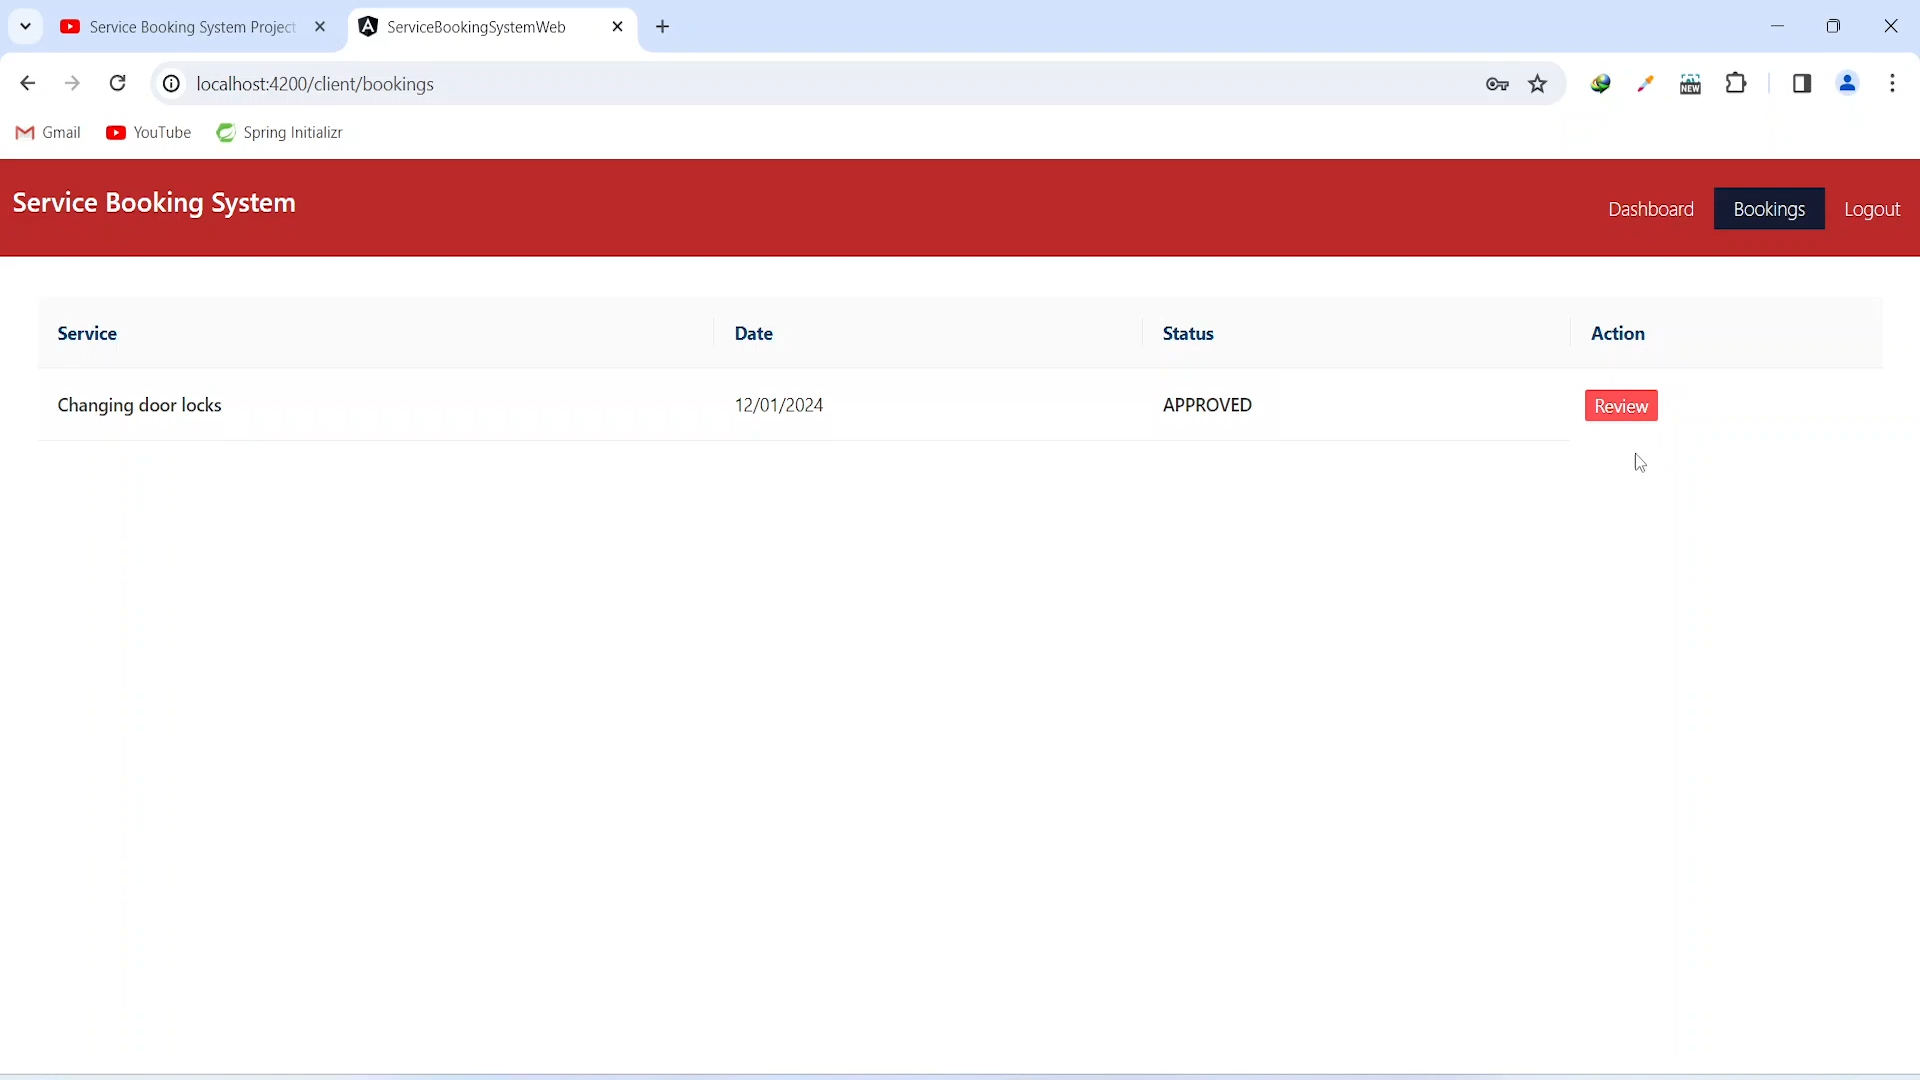 Service Booking System Project
ServiceBookingSystemWeb
localhost:4200/client/bookings
NEW
Gmail
YouTube
Spring Initializr
Service Booking System
Dashboard
Bookings
Logout
Service
Date
Status
Action
Changing door locks
12/01/2024
APPROVED
Review